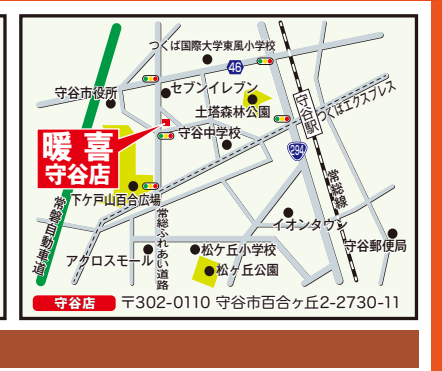 つくば国際大学東風小学校
46
守谷市役所
セブンイレブン
土塔森林公園
守谷駅
つくばエクスプレス
暖喜
守谷店
守谷中学校
294
下ケ戸山百合広場
常総線
常磐自動車道
常総ふれあい道路
イオンタウン
アクロスモール
松ケ丘小学校
守谷郵便局
松ヶ丘公園
守谷店 〒302-0110 守谷市百合ヶ丘2-2730-11